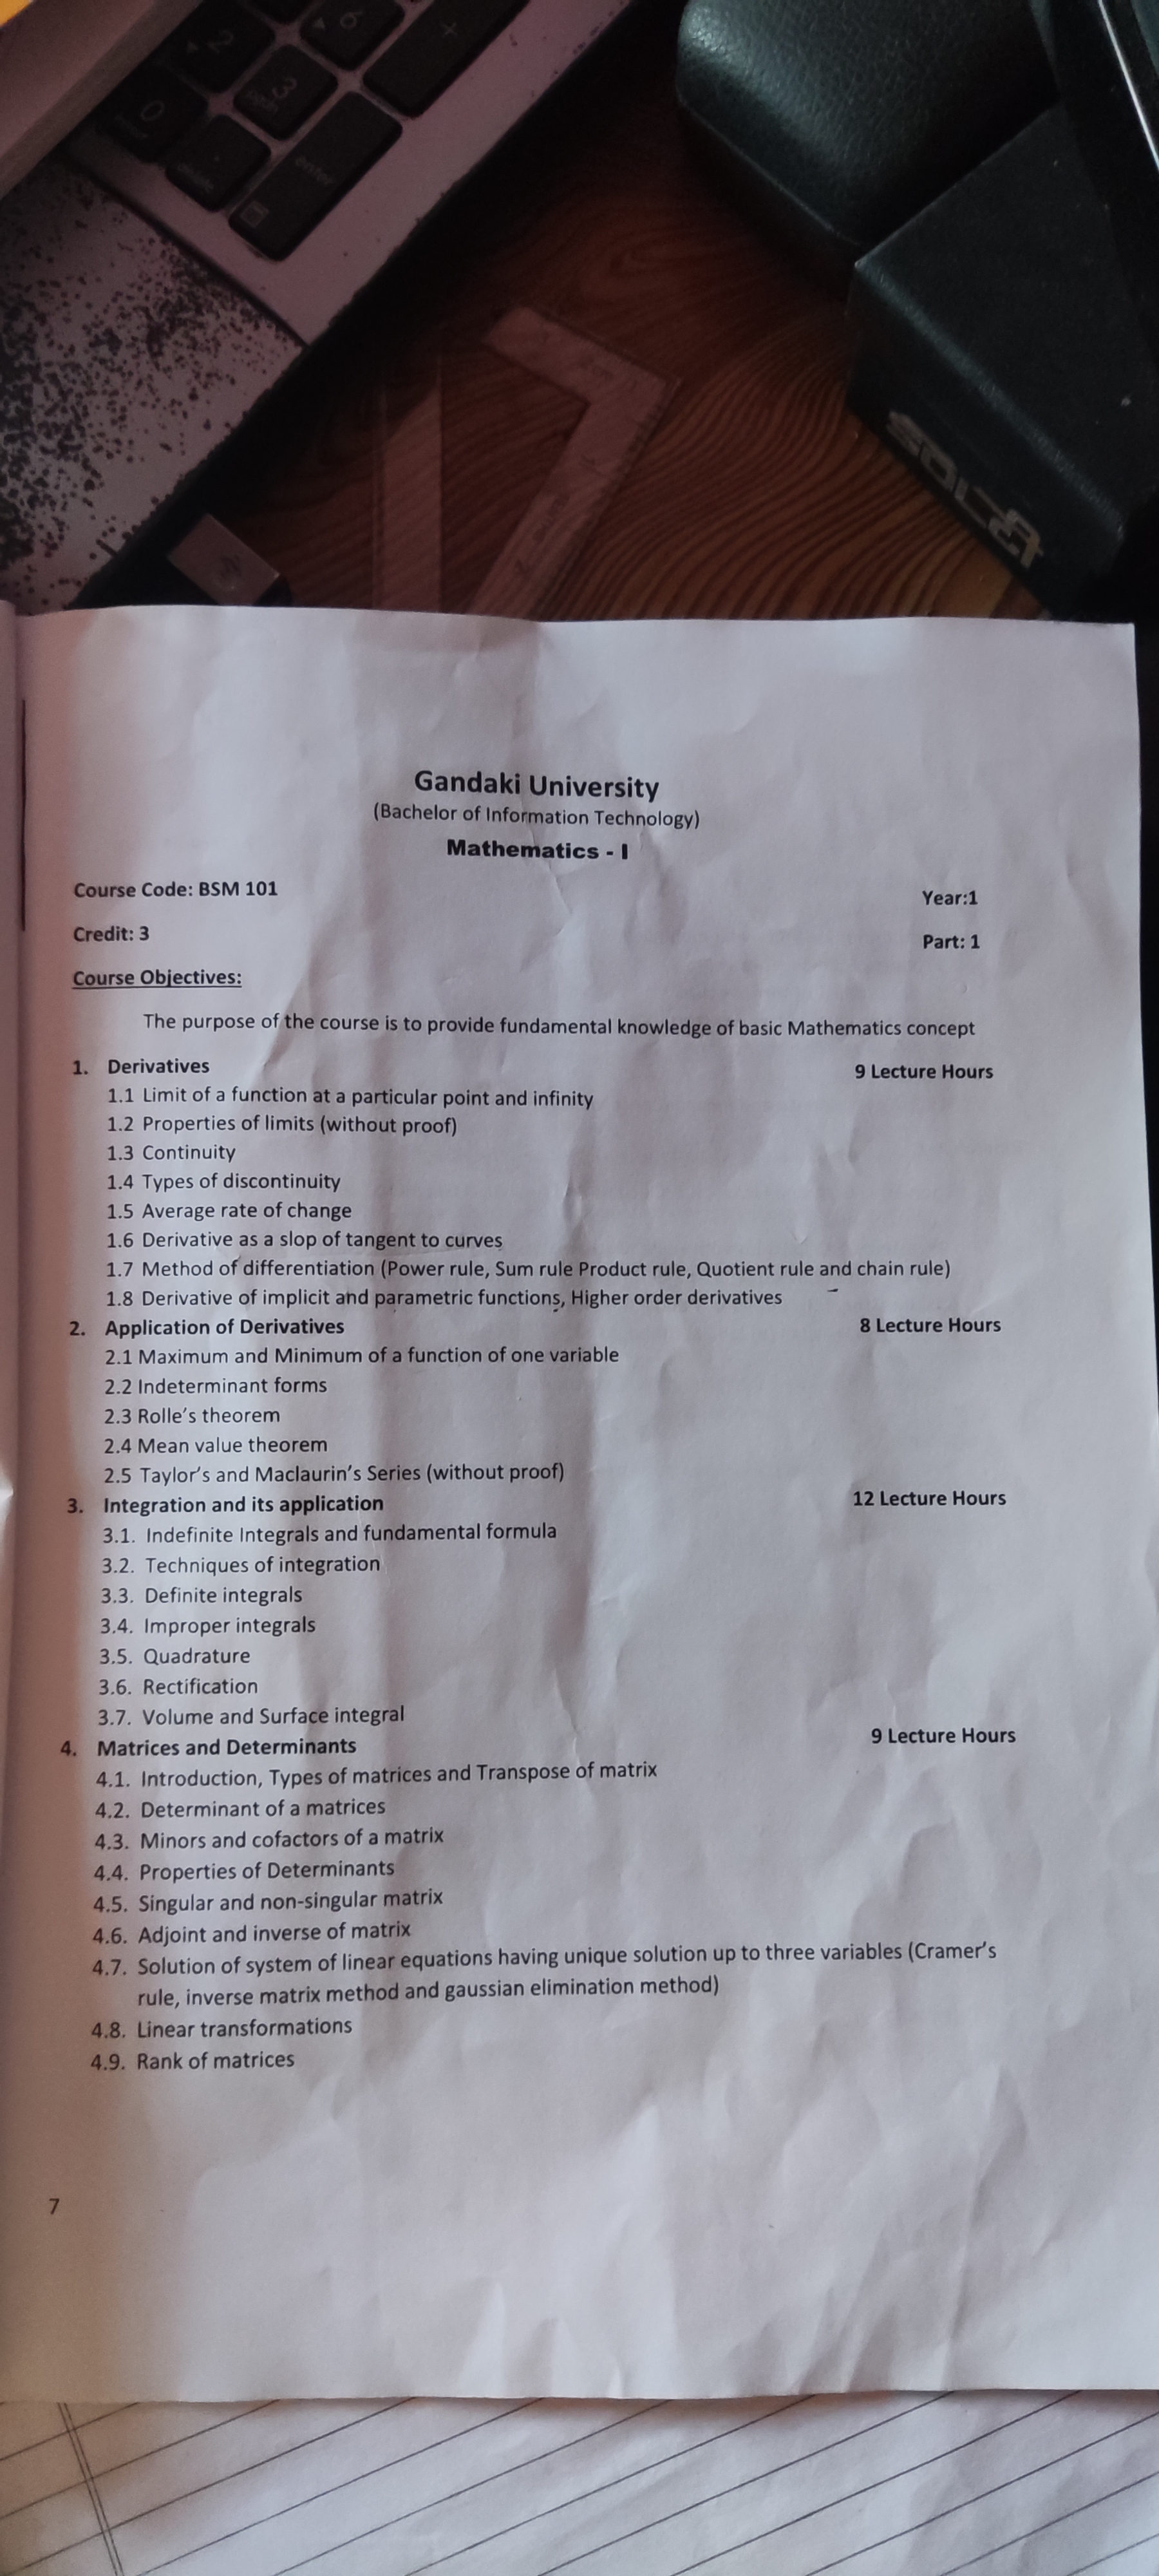 2
6
+
3
0
.
enter
SOLA
Gandaki University
(Bachelor of Information Technology)
Mathematics - I
Course Code: BSM 101
Year:1
Credit: 3
Part: 1
Course Objectives:
The purpose of the course is to provide fundamental knowledge of basic Mathematics concept
1. Derivatives 9 Lecture Hours
1.1 Limit of a function at a particular point and infinity
1.2 Properties of limits (without proof)
1.3 Continuity
1.4 Types of discontinuity
1.5 Average rate of change
1.6 Derivative as a slop of tangent to curves
1.7 Method of differentiation (Power rule, Sum rule Product rule, Quotient rule and chain rule)
1.8 Derivative of implicit and parametric functions, Higher order derivatives
2. Application of Derivatives 8 Lecture Hours
2.1 Maximum and Minimum of a function of one variable
2.2 Indeterminant forms
2.3 Rolle's theorem
2.4 Mean value theorem
2.5 Taylor's and Maclaurin's Series (without proof)
3. Integration and its application 12 Lecture Hours
3.1. Indefinite Integrals and fundamental formula
3.2. Techniques of integration
3.3. Definite integrals
3.4. Improper integrals
3.5. Quadrature
3.6. Rectification
3.7. Volume and Surface integral
4. Matrices and Determinants 9 Lecture Hours
4.1. Introduction, Types of matrices and Transpose of matrix
4.2. Determinant of a matrices
4.3. Minors and cofactors of a matrix
4.4. Properties of Determinants
4.5. Singular and non-singular matrix
4.6. Adjoint and inverse of matrix
4.7. Solution of system of linear equations having unique solution up to three variables (Cramer's
rule, inverse matrix method and gaussian elimination method)
4.8. Linear transformations
4.9. Rank of matrices
7